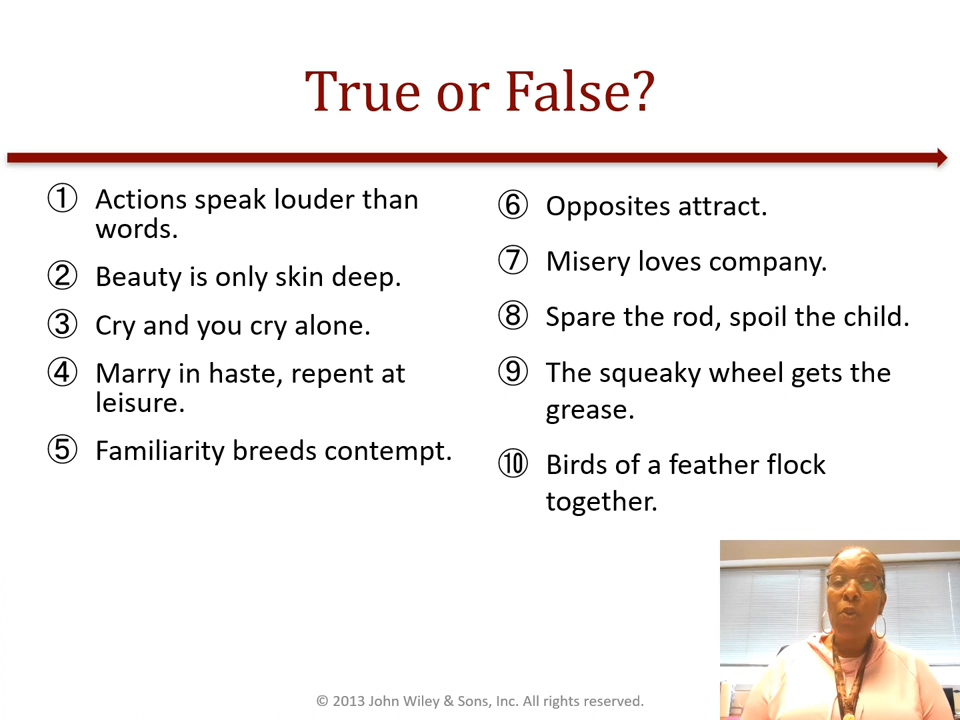 True or False?
① Actions speak louder than
words.
② Beauty is only skin deep.
③ Cry and you cry alone.
④ Marry in haste, repent at
leisure.
⑤ Familiarity breeds contempt.
⑥ Opposites attract.
⑦ Misery loves company.
⑧ Spare the rod, spoil the child.
⑨ The squeaky wheel gets the
grease.
⑩ Birds of a feather flock
together.
© 2013 John Wiley & Sons, Inc. All rights reserved.